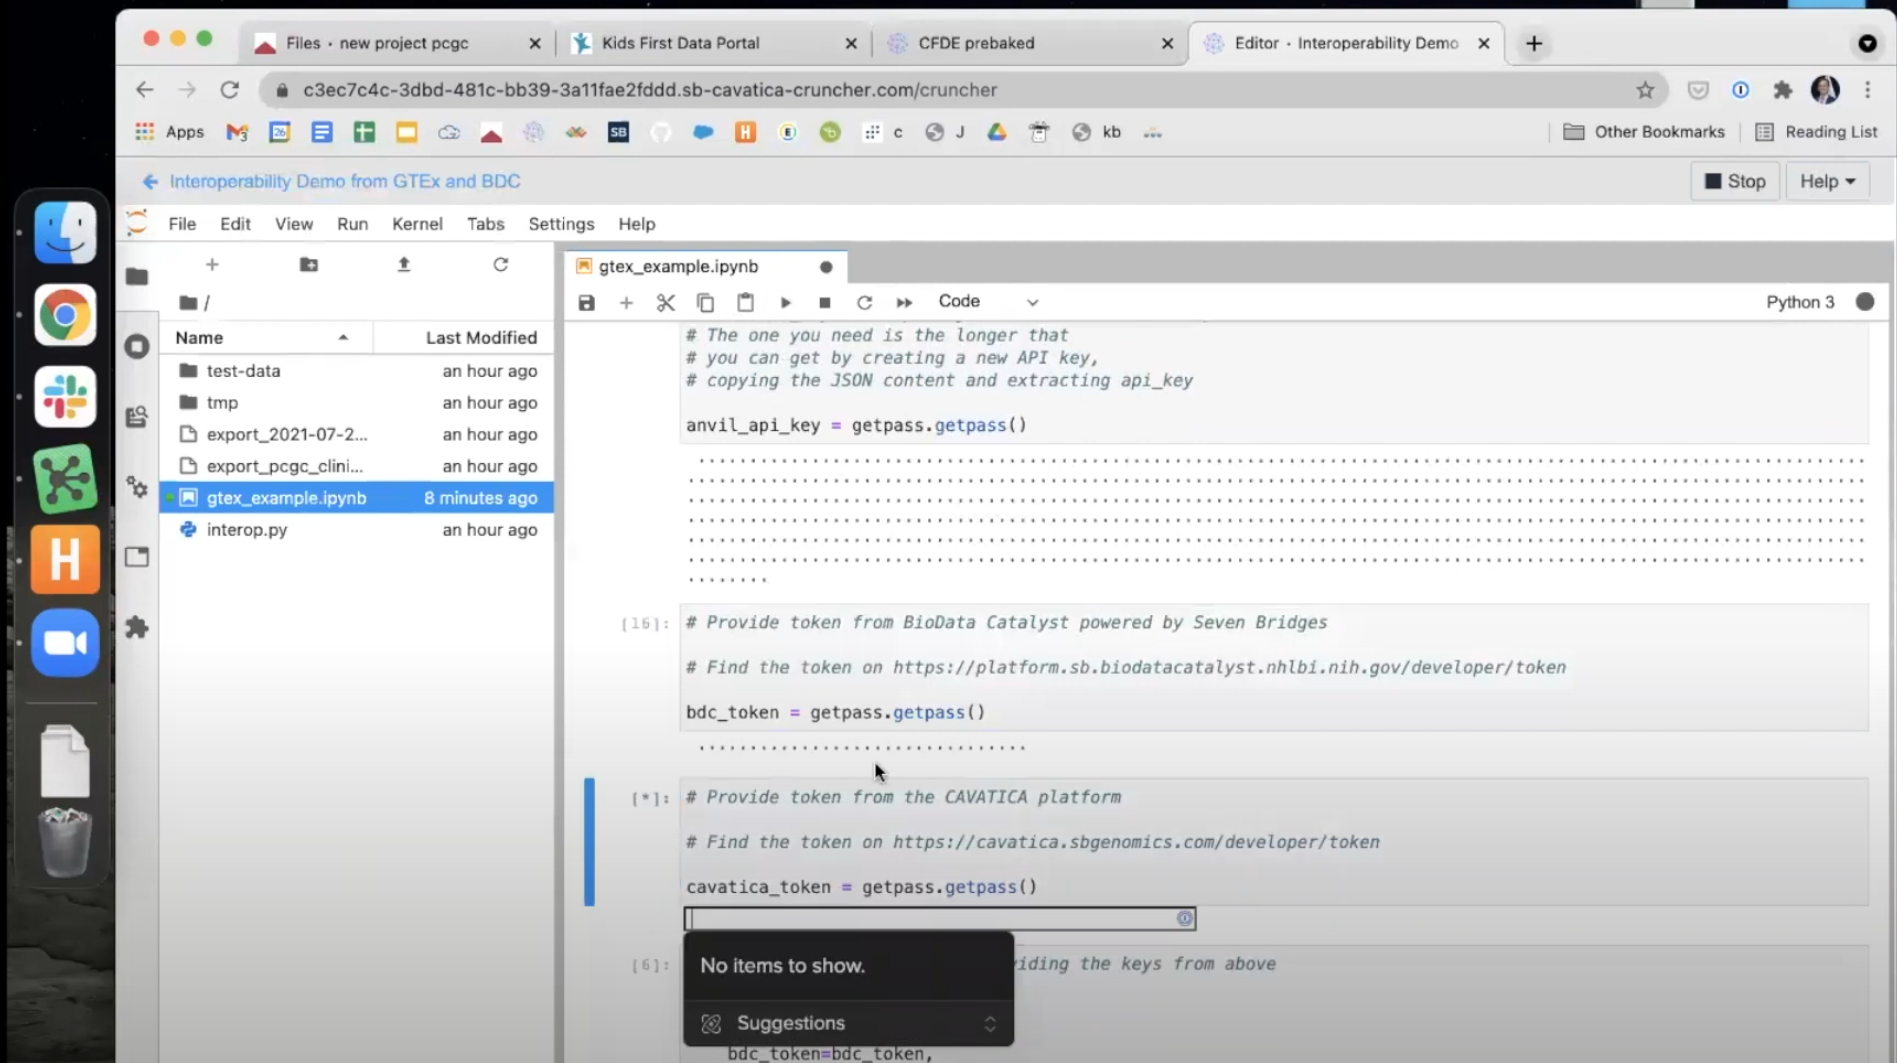 Files · new project pcgc
Kids First Data Portal
CFDE prebaked
Editor · Interoperability Demo
c3ec7c4c-3dbd-481c-bb39-3a11fae2fddd.sb-cavatica-cruncher.com/cruncher
Apps
SB
H
E
c
J
kb
Other Bookmarks
Reading List
Interoperability Demo from GTEx and BDC
Stop
Help
File Edit View Run Kernel Tabs Settings Help
gtex_example.ipynb
/
Code
Python 3
Name
Last Modified
test-data an hour ago
tmp an hour ago
export_2021-07-2... an hour ago
export_pcgc_clini... an hour ago
gtex_example.ipynb 8 minutes ago
interop.py an hour ago
H
# The one you need is the longer that
# you can get by creating a new API key,
# copying the JSON content and extracting api_key
anvil_api_key = getpass.getpass()
[16]: # Provide token from BioData Catalyst powered by Seven Bridges
# Find the token on https://platform.sb.biodatacatalyst.nhlbi.nih.gov/developer/token
bdc_token = getpass.getpass()
[*]: # Provide token from the CAVATICA platform
# Find the token on https://cavatica.sbgenomics.com/developer/token
cavatica_token = getpass.getpass()
[6]:
viding the keys from above
No items to show.
Suggestions
bdc_token=bdc_token,